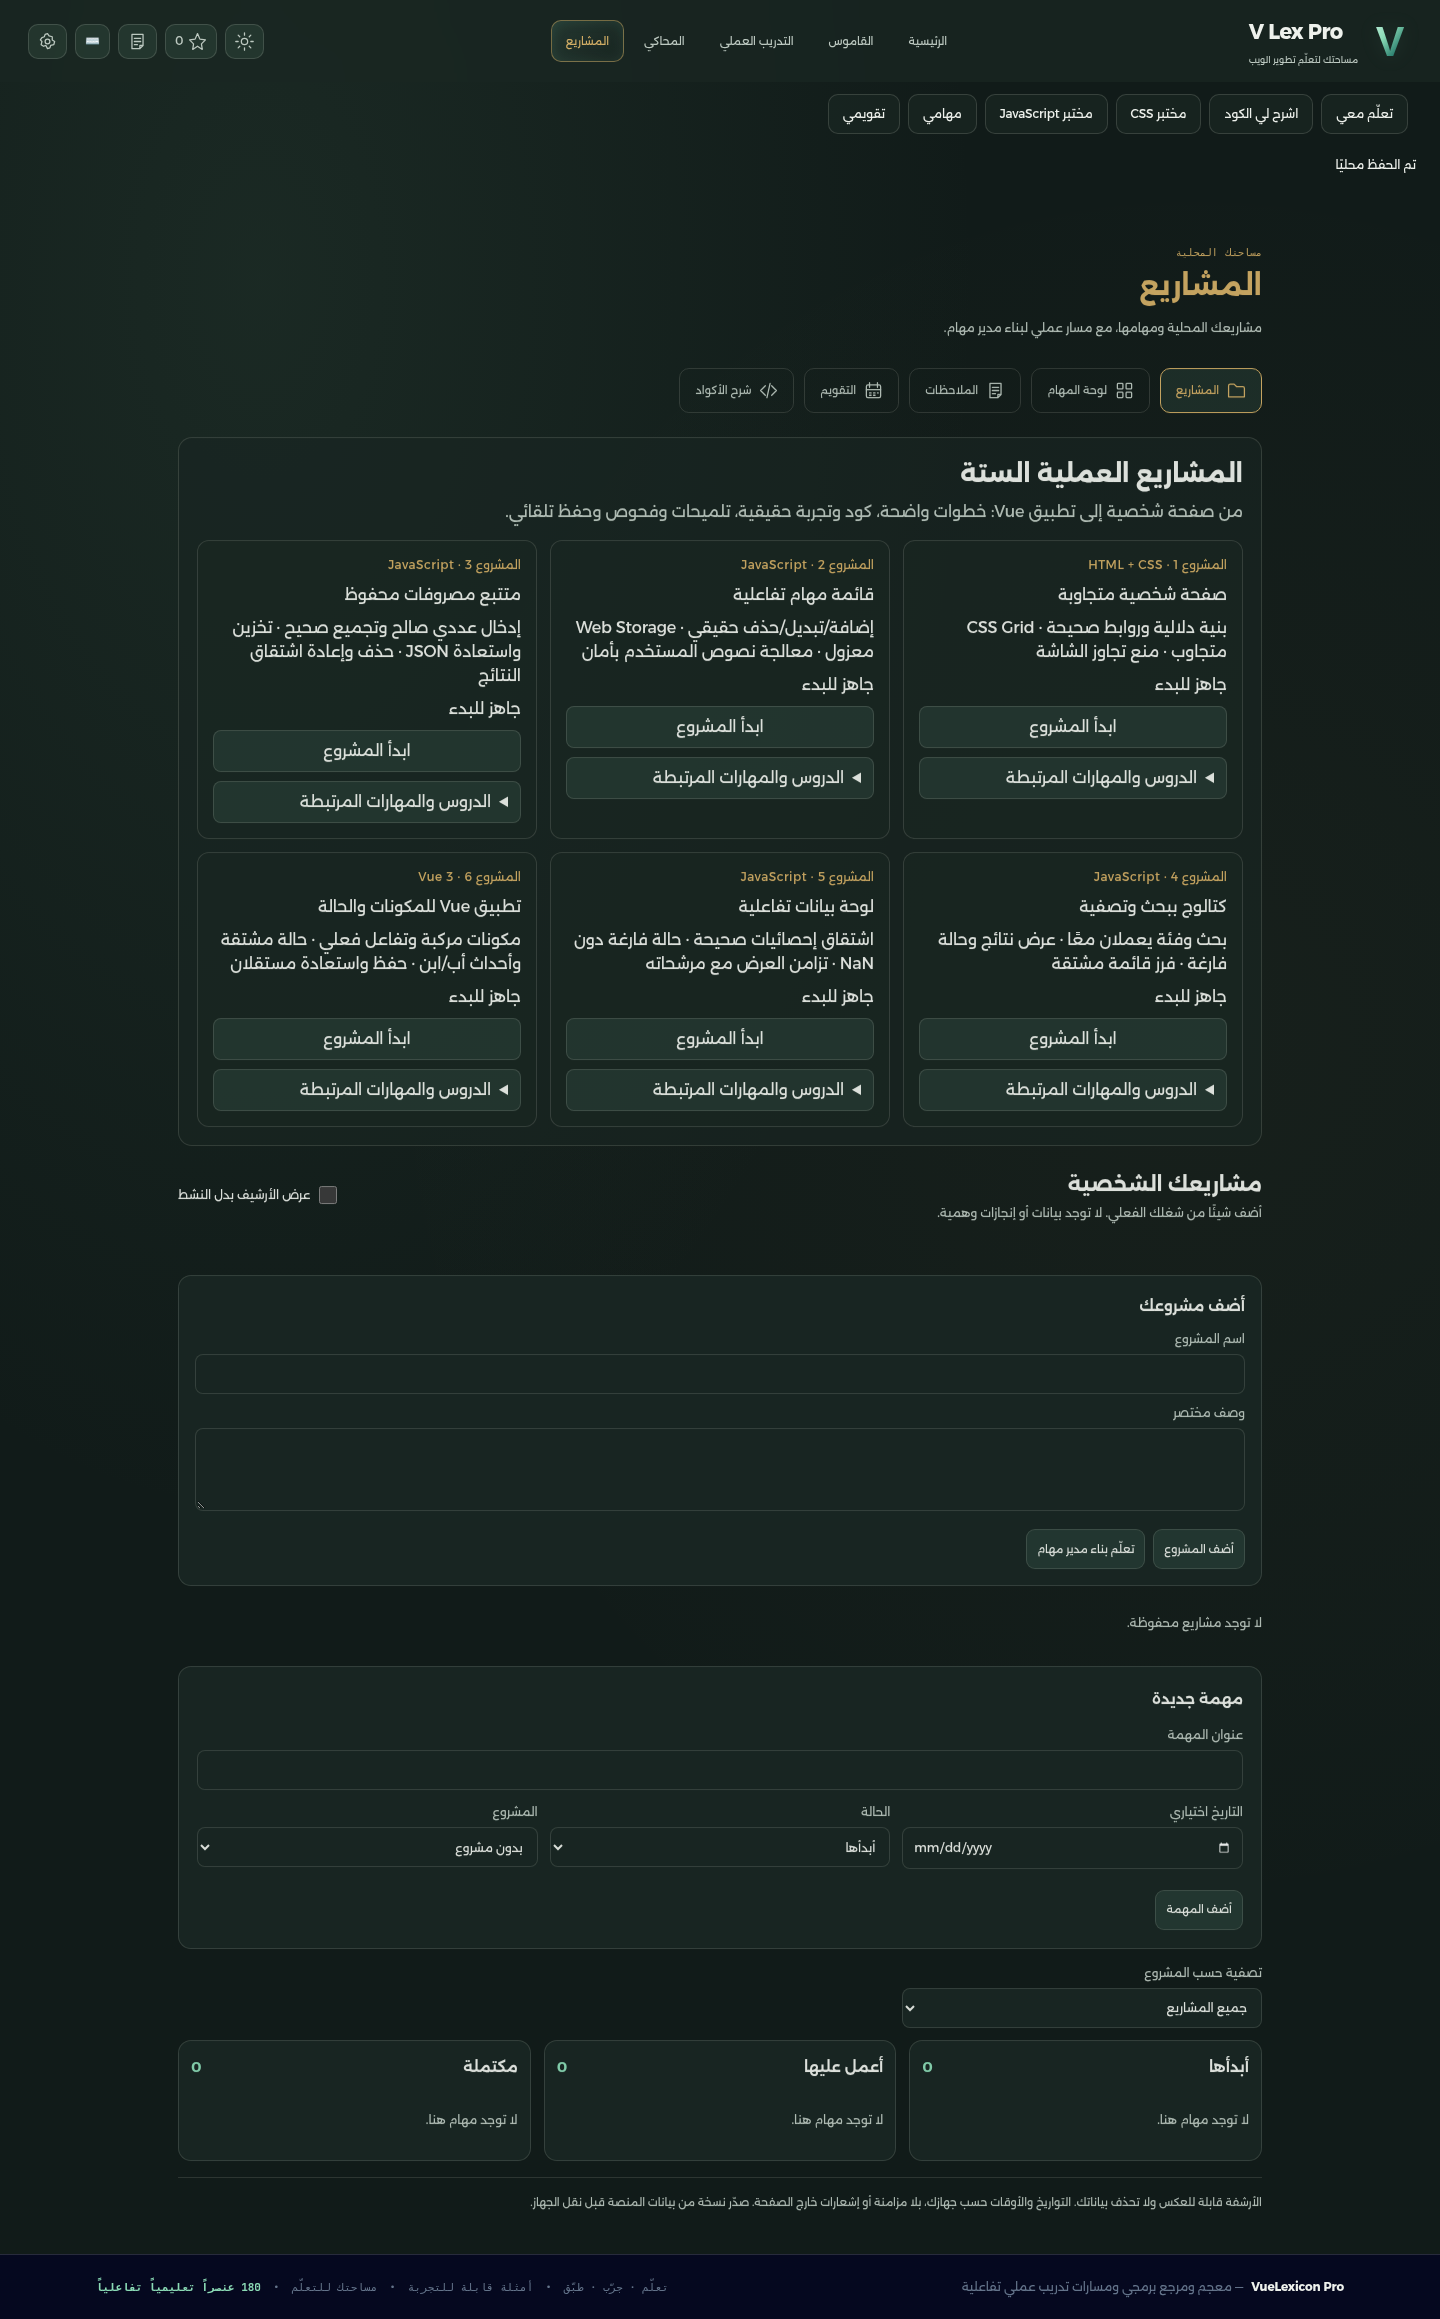 V
V Lex Pro
مساحتك لتعلّم تطوير الويب
الرئيسية
القاموس
التدريب العملي
المحاكي
المشاريع
0
تعلّم معي
اشرح لي الكود
مختبر CSS
مختبر JavaScript
مهامي
تقويمي
تم الحفظ محليًا
مساحتك المحلية
المشاريع
مشاريعك المحلية ومهامها، مع مسار عملي لبناء مدير مهام.
المشاريع
لوحة المهام
الملاحظات
التقويم
شرح الأكواد
المشاريع العملية الستة
من صفحة شخصية إلى تطبيق Vue: خطوات واضحة، كود وتجربة حقيقية، تلميحات وفحوص وحفظ تلقائي.
المشروع 1 · HTML + CSS
صفحة شخصية متجاوبة
بنية دلالية وروابط صحيحة · CSS Grid
متجاوب · منع تجاوز الشاشة
جاهز للبدء
ابدأ المشروع
الدروس والمهارات المرتبطة
المشروع 2 · JavaScript
قائمة مهام تفاعلية
إضافة/تبديل/حذف حقيقي · Web Storage
معزول · معالجة نصوص المستخدم بأمان
جاهز للبدء
ابدأ المشروع
الدروس والمهارات المرتبطة
المشروع 3 · JavaScript
متتبع مصروفات محفوظ
إدخال عددي صالح وتجميع صحيح · تخزين
واستعادة JSON · حذف وإعادة اشتقاق
النتائج
جاهز للبدء
ابدأ المشروع
الدروس والمهارات المرتبطة
المشروع 4 · JavaScript
كتالوج ببحث وتصفية
بحث وفئة يعملان معًا · عرض نتائج وحالة
فارغة · فرز قائمة مشتقة
جاهز للبدء
ابدأ المشروع
الدروس والمهارات المرتبطة
المشروع 5 · JavaScript
لوحة بيانات تفاعلية
اشتقاق إحصائيات صحيحة · حالة فارغة دون
NaN · تزامن العرض مع مرشحاته
جاهز للبدء
ابدأ المشروع
الدروس والمهارات المرتبطة
المشروع 6 · Vue 3
تطبيق Vue للمكونات والحالة
مكونات مركبة وتفاعل فعلي · حالة مشتقة
وأحداث أب/ابن · حفظ واستعادة مستقلان
جاهز للبدء
ابدأ المشروع
الدروس والمهارات المرتبطة
مشاريعك الشخصية
أضف شيئًا من شغلك الفعلي. لا توجد بيانات أو إنجازات وهمية.
عرض الأرشيف بدل النشط
أضف مشروعك
اسم المشروع
وصف مختصر
أضف المشروع
تعلّم بناء مدير مهام
لا توجد مشاريع محفوظة.
مهمة جديدة
عنوان المهمة
التاريخ اختياري
الحالة
المشروع
mm/dd/yyyy
أبدأها
بدون مشروع
أضف المهمة
تصفية حسب المشروع
جميع المشاريع
أبدأها
0
لا توجد مهام هنا.
أعمل عليها
0
لا توجد مهام هنا.
مكتملة
0
لا توجد مهام هنا.
الأرشفة قابلة للعكس ولا تحذف بياناتك. التواريخ والأوقات حسب جهازك، بلا مزامنة أو إشعارات خارج الصفحة. صدّر نسخة من بيانات المنصة قبل نقل الجهاز.
VueLexicon Pro — معجم ومرجع برمجي ومسارات تدريب عملي تفاعلية
تعلّم · جرّب · طبّق • أمثلة قابلة للتجربة • مساحتك للتعلّم • 180 عنصراً تعليمياً تفاعلياً